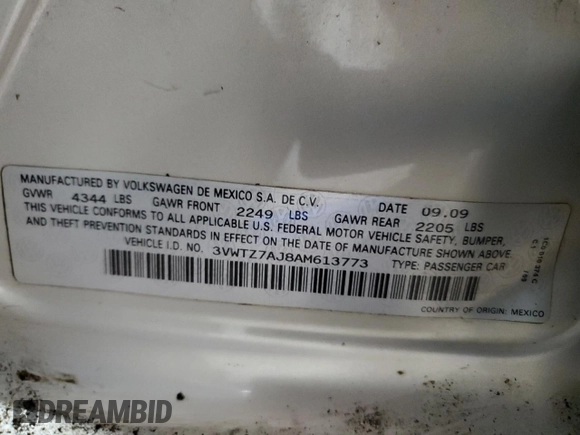 MANUFACTURED BY VOLKSWAGEN DE MEXICO S.A. DE C.V. DATE 09.09
GVWR 4344 LBS GAWR FRONT 2249 LBS GAWR REAR 2205 LBS
THIS VEHICLE CONFORMS TO ALL APPLICABLE U.S. FEDERAL MOTOR VEHICLE SAFETY, BUMPER,
AND THEFT PREVENTION STANDARDS IN EFFECT ON THE DATE OF MANUFACTURE SHOWN ABOVE.
VEHICLE I.D. NO. 3VWTZ7AJ8AM613773 TYPE: PASSENGER CAR
COUNTRY OF ORIGIN: MEXICO
DREAMBID